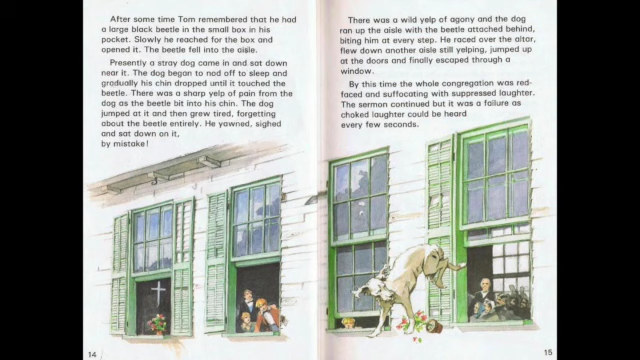 After some time Tom remembered that he had
a large black beetle in the small box in his
pocket. Slowly he reached for the box and
opened it. The beetle fell into the aisle.
Presently a stray dog came in and sat down
near it. The dog began to nod off to sleep and
gradually his chin dropped until it touched the
beetle. There was a sharp yelp of pain from the
dog as the beetle bit into his chin. The dog
jumped at it and then grew tired, forgetting
about the beetle entirely. He yawned, sighed
and sat down on it,
by mistake!
14
There was a wild yelp of agony and the dog
ran up the aisle with the beetle attached behind,
biting him at every step. He raced over the altar,
flew down another aisle still yelping, jumped up
at the doors and finally escaped through a
window.
By this time the whole congregation was red-
faced and suffocating with suppressed laughter.
The sermon continued but it was a failure as
choked laughter could be heard
every few seconds.
15